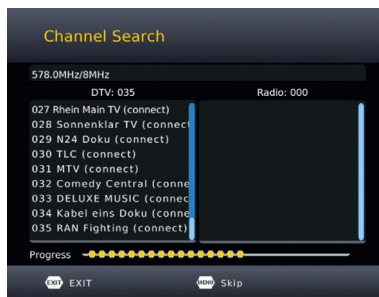 Channel Search
578.0MHz/8MHz
DTV: 035 Radio: 000
027 Rhein Main TV (connect)
028 Sonnenklar TV (connect
029 N24 Doku (connect)
030 TLC (connect)
031 MTV (connect)
032 Comedy Central (conne
033 DELUXE MUSIC (connec
034 Kabel eins Doku (conne
035 RAN Fighting (connect)
Progress
EXIT EXIT MENU Skip